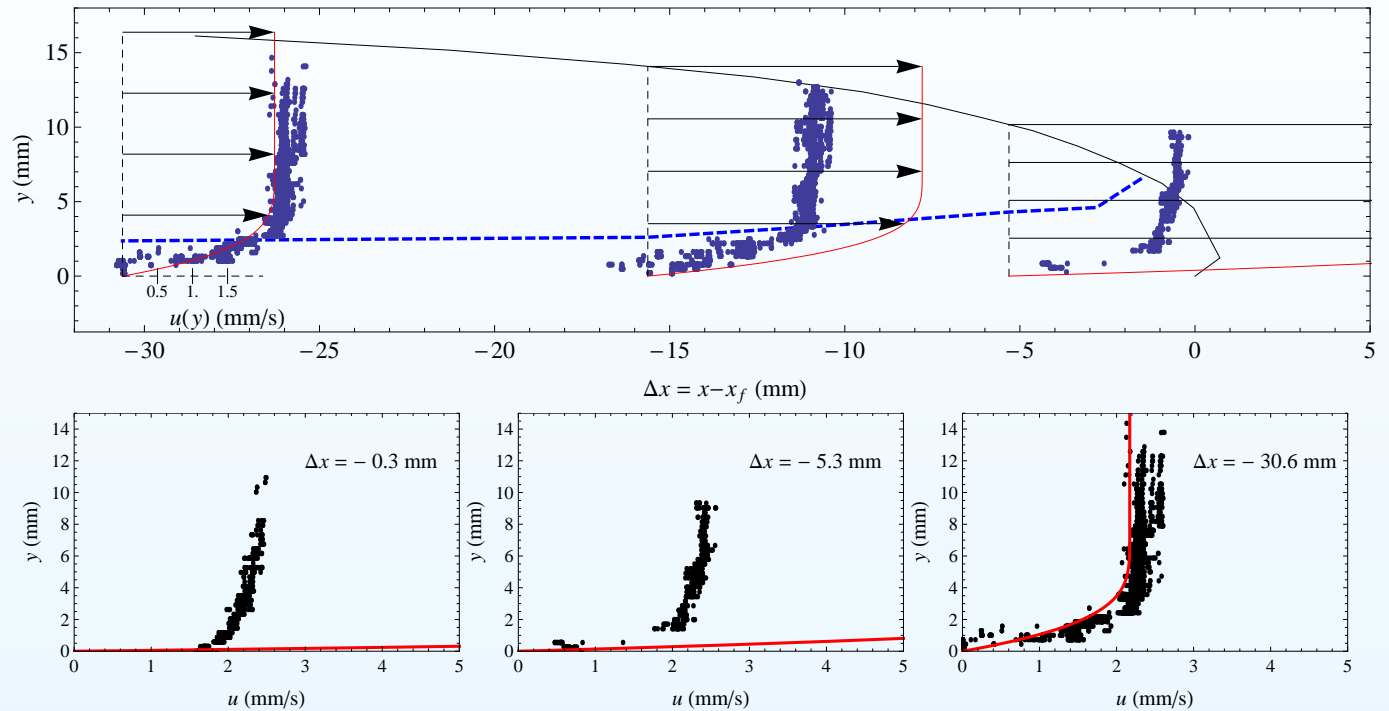 15
10
5
0
y (mm)
0.5 1. 1.5
u(y) (mm/s)
−30 −25 −20 −15 −10 −5 0 5
Δx = x−x_f (mm)
14
12
10
8
6
4
2
0
y (mm)
Δx = − 0.3 mm
0 1 2 3 4 5
u (mm/s)
14
12
10
8
6
4
2
0
y (mm)
Δx = − 5.3 mm
0 1 2 3 4 5
u (mm/s)
14
12
10
8
6
4
2
0
y (mm)
Δx = − 30.6 mm
0 1 2 3 4 5
u (mm/s)